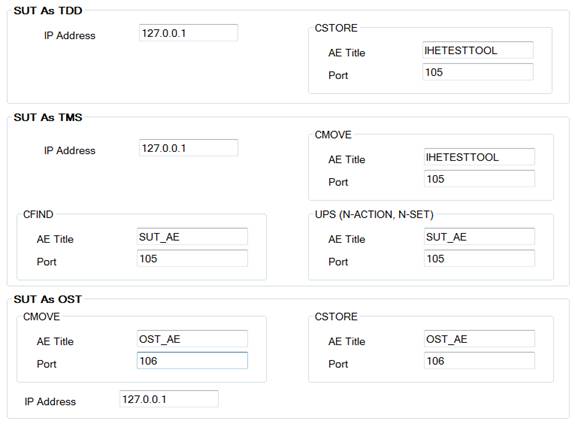 SUT As TDD
IP Address 127.0.0.1
CSTORE
AE Title IHETESTTOOL
Port 105
SUT As TMS
IP Address 127.0.0.1
CMOVE
AE Title IHETESTTOOL
Port 105
CFIND
AE Title SUT_AE
Port 105
UPS (N-ACTION, N-SET)
AE Title SUT_AE
Port 105
SUT As OST
CMOVE
AE Title OST_AE
Port 106
CSTORE
AE Title OST_AE
Port 106
IP Address 127.0.0.1